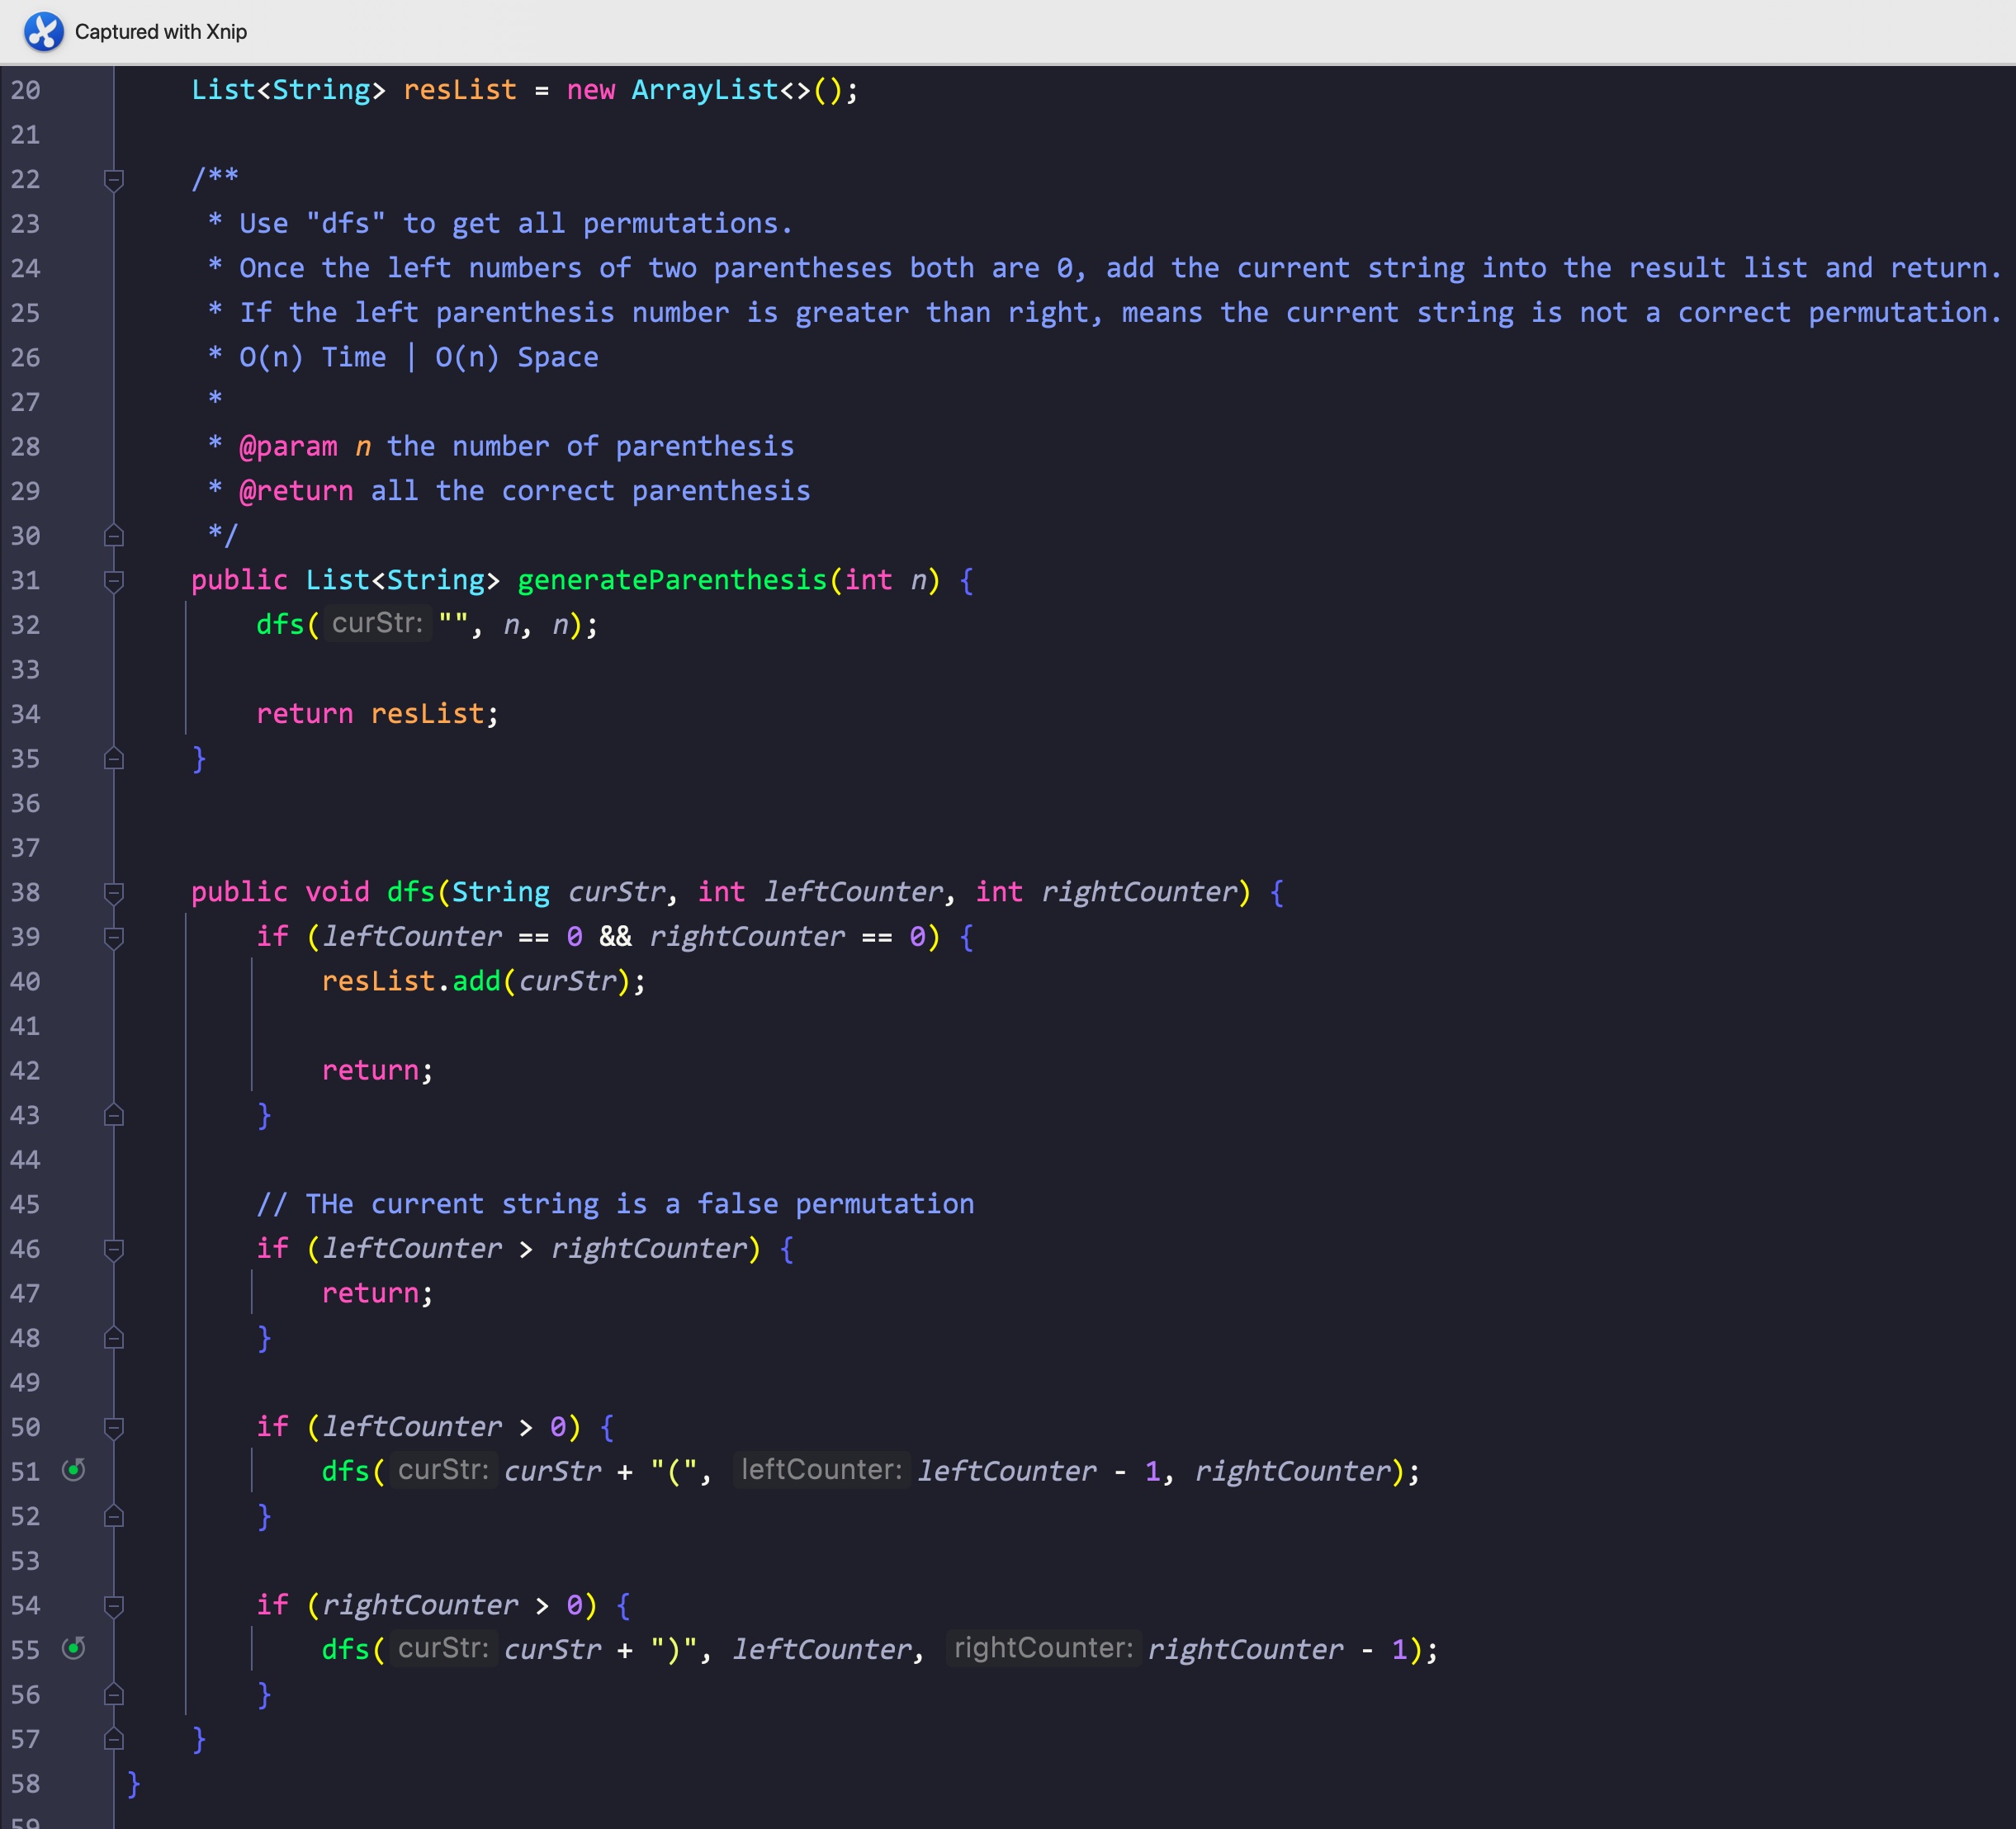 Captured with Xnip
20 List<String> resList = new ArrayList<>();
21
22 /**
23 * Use "dfs" to get all permutations.
24 * Once the left numbers of two parentheses both are 0, add the current string into the result list and return.
25 * If the left parenthesis number is greater than right, means the current string is not a correct permutation.
26 * O(n) Time | O(n) Space
27 *
28 * @param n the number of parenthesis
29 * @return all the correct parenthesis
30 */
31 public List<String> generateParenthesis(int n) {
32 dfs( curStr: "", n, n);
33
34 return resList;
35 }
36
37
38 public void dfs(String curStr, int leftCounter, int rightCounter) {
39 if (leftCounter == 0 && rightCounter == 0) {
40 resList.add(curStr);
41
42 return;
43 }
44
45 // THe current string is a false permutation
46 if (leftCounter > rightCounter) {
47 return;
48 }
49
50 if (leftCounter > 0) {
51 dfs( curStr: curStr + "(", leftCounter: leftCounter - 1, rightCounter);
52 }
53
54 if (rightCounter > 0) {
55 dfs( curStr: curStr + ")", leftCounter, rightCounter: rightCounter - 1);
56 }
57 }
58 }
59